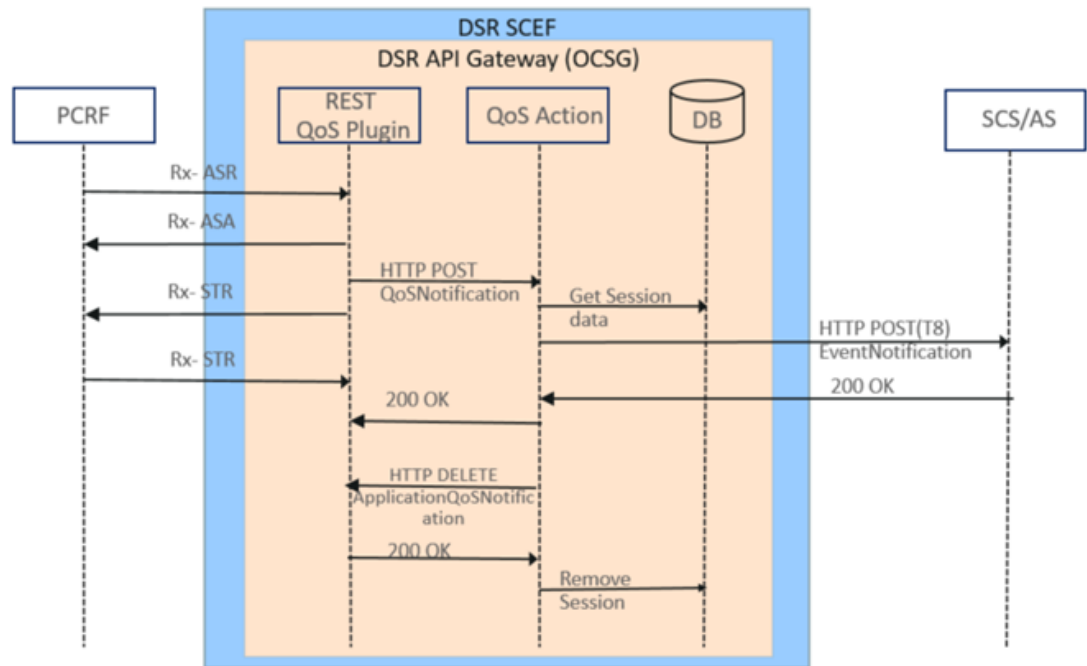 DSR SCEF
DSR API Gateway (OCSG)
PCRF
REST
QoS Plugin
QoS Action
DB
SCS/AS
Rx- ASR
Rx- ASA
HTTP POST
QoSNotification
Rx- STR
Get Session
data
HTTP POST(T8)
EventNotification
Rx- STR
200 OK
200 OK
HTTP DELETE
ApplicationQoSNotific
ation
200 OK
Remove
Session